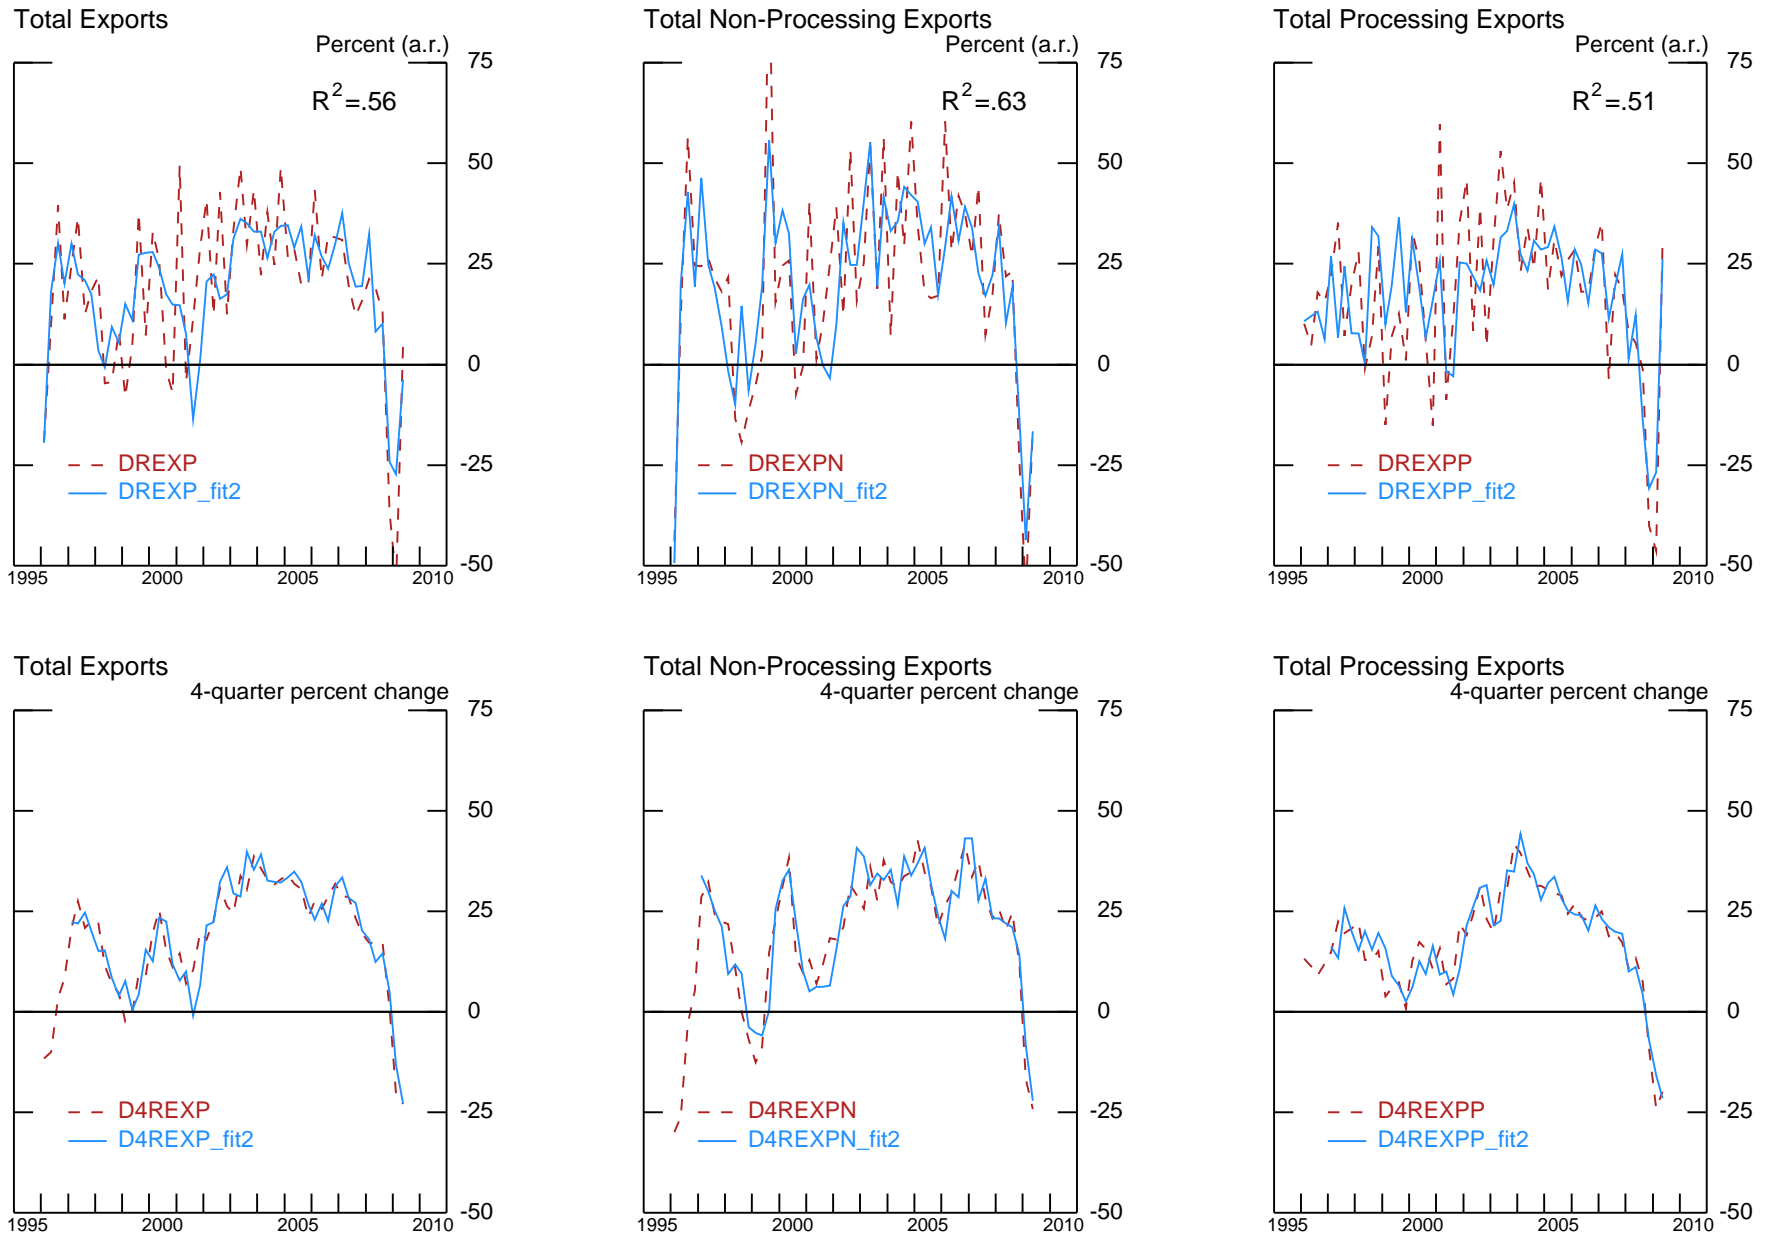 Total Exports
Percent (a.r.)
75
R²=.56
50
25
0
-25
DREXP
DREXP_fit2
-50
1995 2000 2005 2010
Total Non-Processing Exports
Percent (a.r.)
75
R²=.63
50
25
0
-25
DREXPN
DREXPN_fit2
-50
1995 2000 2005 2010
Total Processing Exports
Percent (a.r.)
75
R²=.51
50
25
0
-25
DREXPP
DREXPP_fit2
-50
1995 2000 2005 2010
Total Exports
4-quarter percent change
75
50
25
0
-25
D4REXP
D4REXP_fit2
-50
1995 2000 2005 2010
Total Non-Processing Exports
4-quarter percent change
75
50
25
0
-25
D4REXPN
D4REXPN_fit2
-50
1995 2000 2005 2010
Total Processing Exports
4-quarter percent change
75
50
25
0
-25
D4REXPP
D4REXPP_fit2
-50
1995 2000 2005 2010